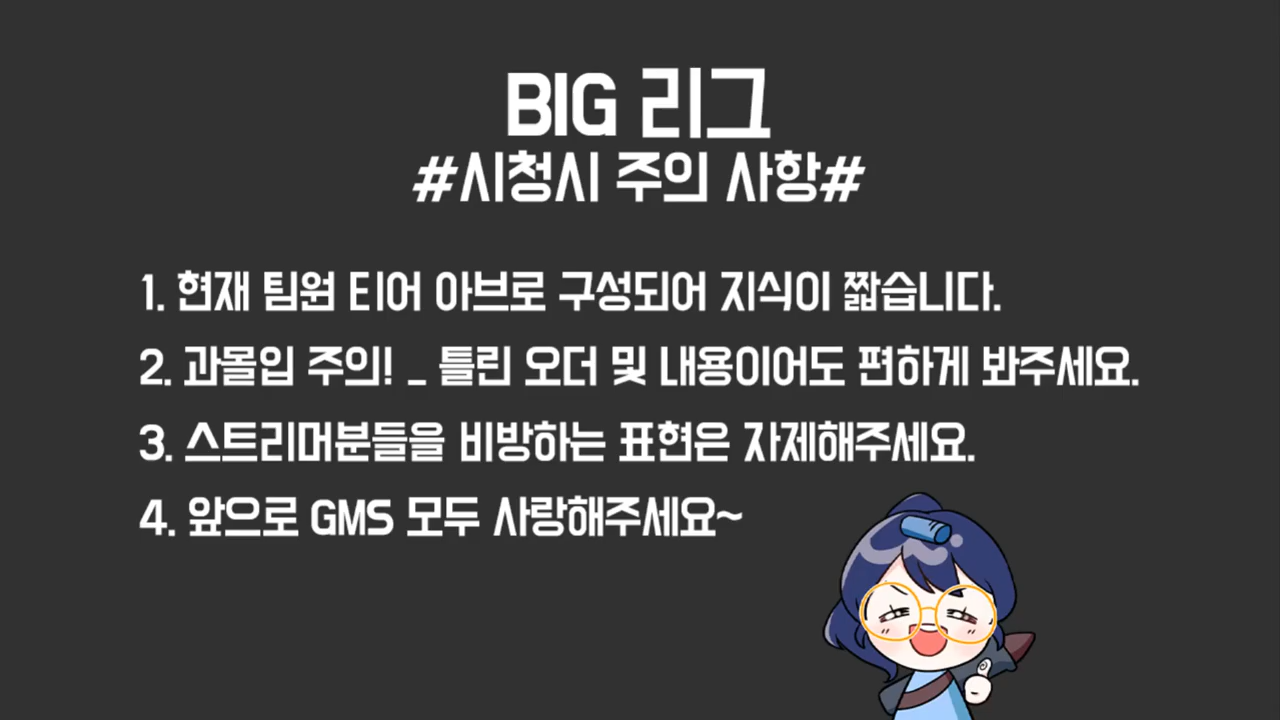 BIG 리그
#시청시 주의 사항#
1. 현재 팀원 티어 아브로 구성되어 지식이 짧습니다.
2. 과몰입 주의! _ 틀린 오더 및 내용이어도 편하게 봐주세요.
3. 스트리머분들을 비방하는 표현은 자제해주세요.
4. 앞으로 GMS 모두 사랑해주세요~